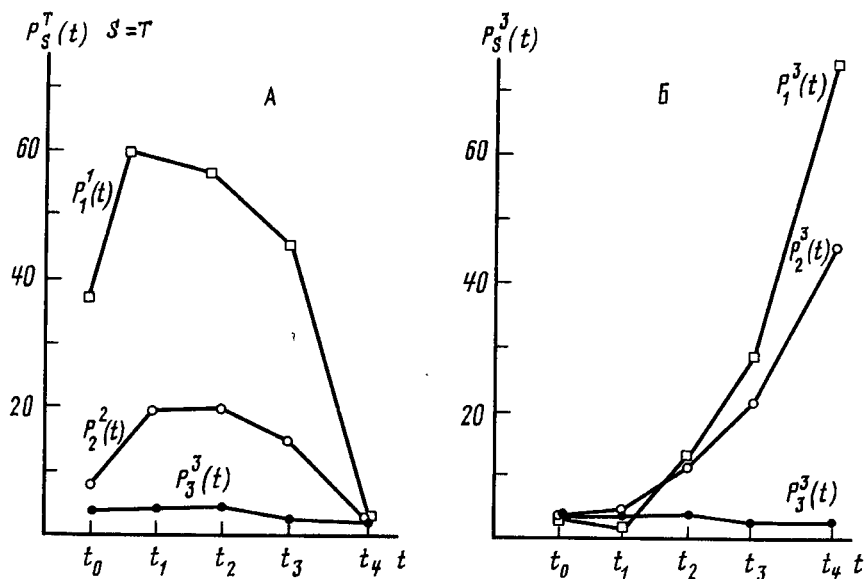 P_S^T(t) S=T
А
60
40
20
P_1^1(t)
P_2^2(t)
P_3^3(t)
t_0 t_1 t_2 t_3 t_4 t
P_S^3(t)
Б
60
40
20
P_1^3(t)
P_2^3(t)
P_3^3(t)
t_0 t_1 t_2 t_3 t_4 t